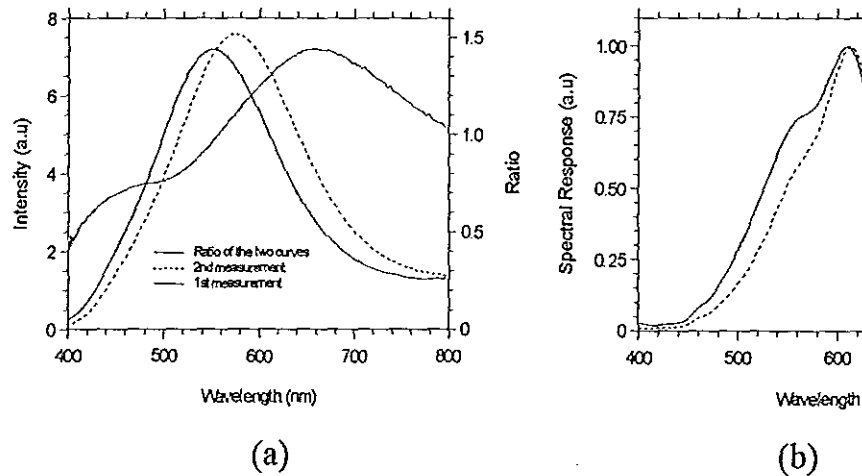 8
6
4
2
0
Intensity (a.u)
400
500
600
700
800
Wavelength (nm)
1.5
1.0
0.5
0.0
Ratio
Ratio of the two curves
2nd measurement
1st measurement
(a)
1.00
0.75
0.50
0.25
0
Spectral Response (a.u)
400
500
600
Wavelength
(b)